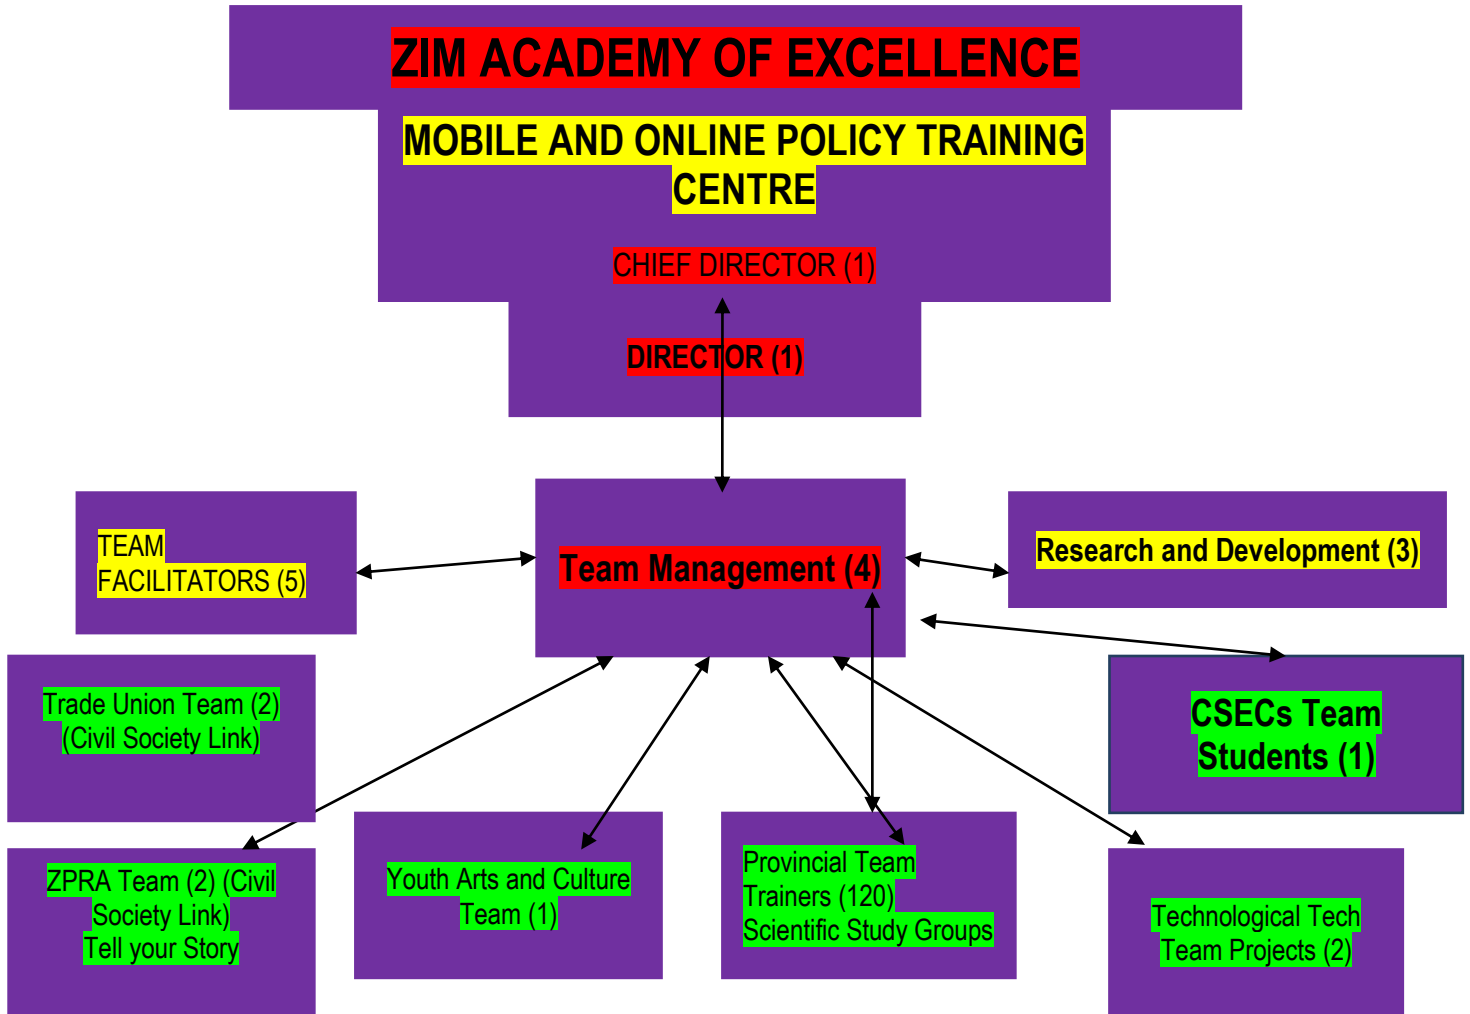 ZIM ACADEMY OF EXCELLENCE
MOBILE AND ONLINE POLICY TRAINING
CENTRE
CHIEF DIRECTOR (1)
DIRECTOR (1)
TEAM
FACILITATORS (5)
Team Management (4)
Research and Development (3)
Trade Union Team (2)
(Civil Society Link)
CSECs Team
Students (1)
ZPRA Team (2) (Civil
Society Link)
Tell your Story
Youth Arts and Culture
Team (1)
Provincial Team
Trainers (120)
Scientific Study Groups
Technological Tech
Team Projects (2)